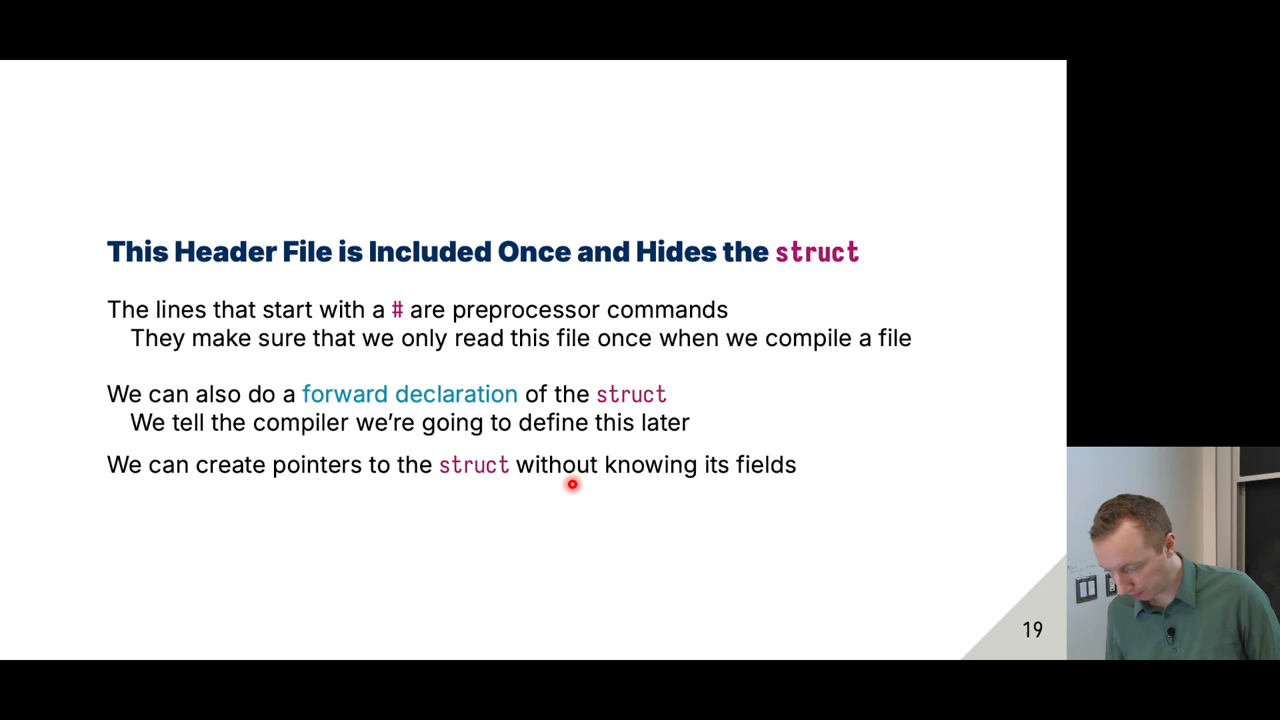 This Header File is Included Once and Hides the struct
The lines that start with a # are preprocessor commands
They make sure that we only read this file once when we compile a file
We can also do a forward declaration of the struct
We tell the compiler we’re going to define this later
We can create pointers to the struct without knowing its fields
19